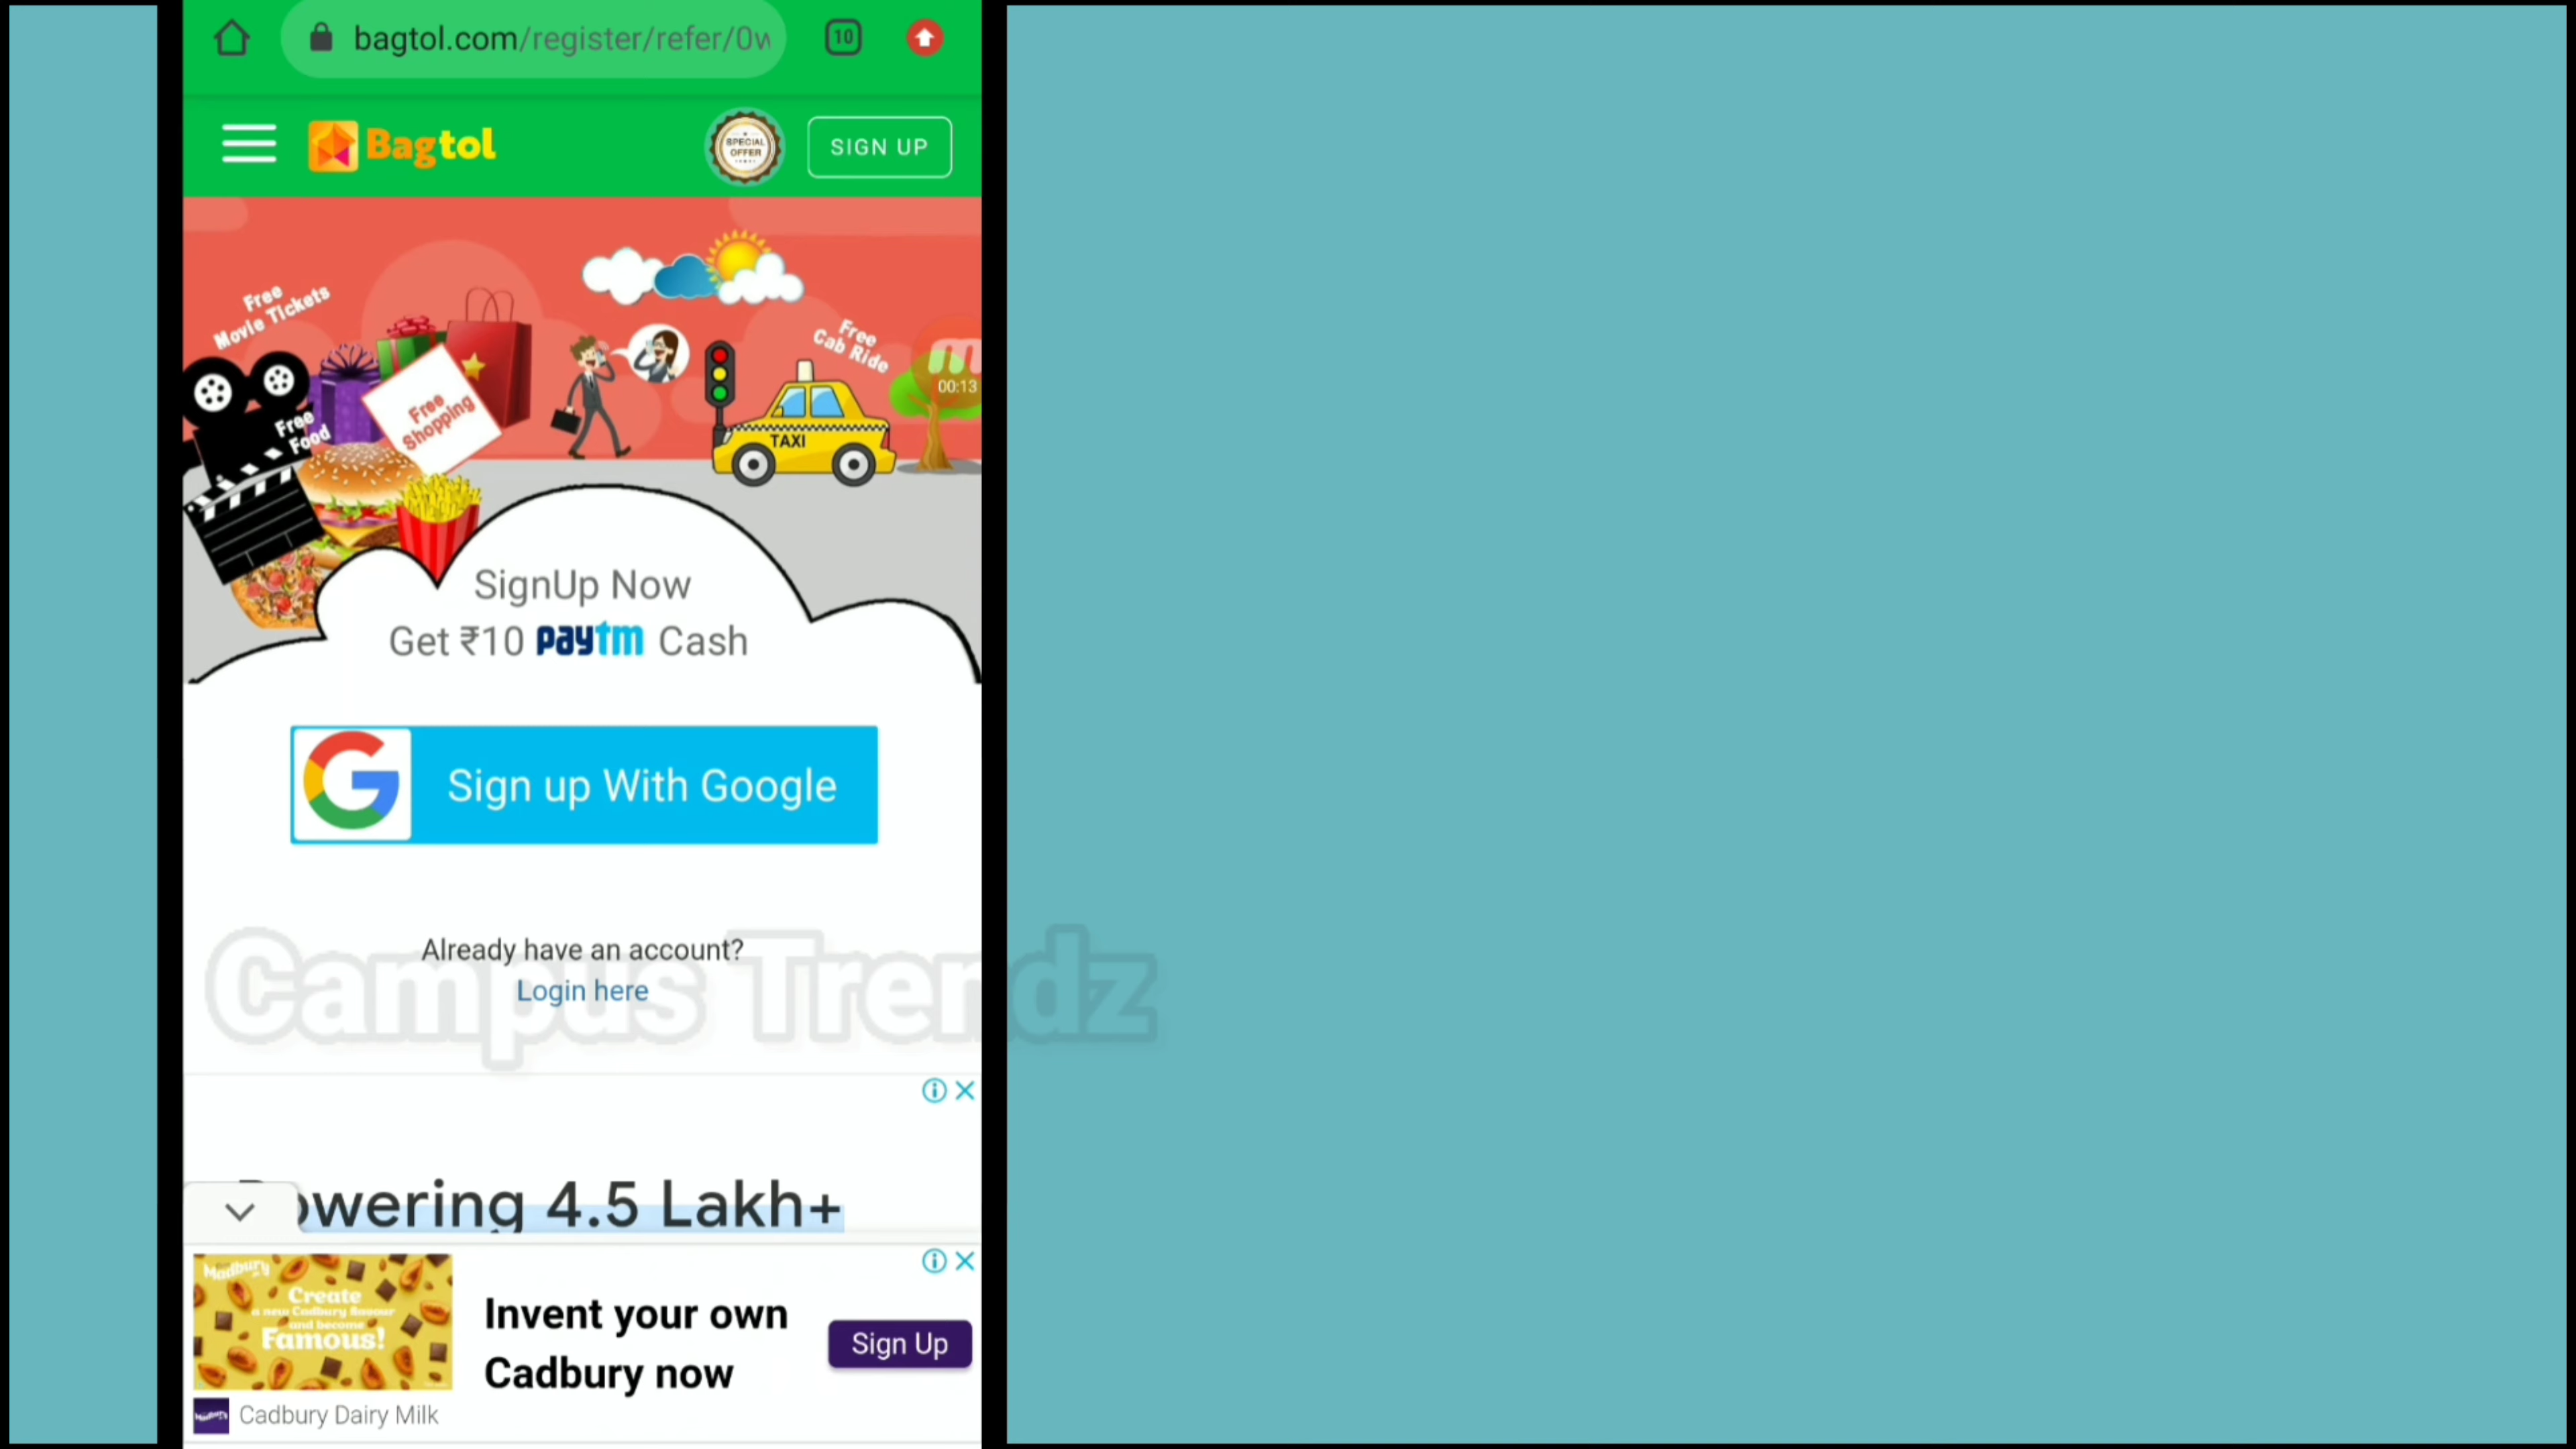 bagtol.com/register/refer/0w
10
Bagtol
SPECIAL
OFFER
SIGN UP
Free
Movie Tickets
Free
Cab Ride
00:13
Free
Shopping
Free
Food
TAXI
SignUp Now
Get ₹10 paytm Cash
Sign up With Google
Already have an account?
Login here
Campus Trendz
owering 4.5 Lakh+
Madbury
Create
a new Cadbury flavour
and become
Famous!
Invent your own
Cadbury now
Sign Up
Cadbury Dairy Milk